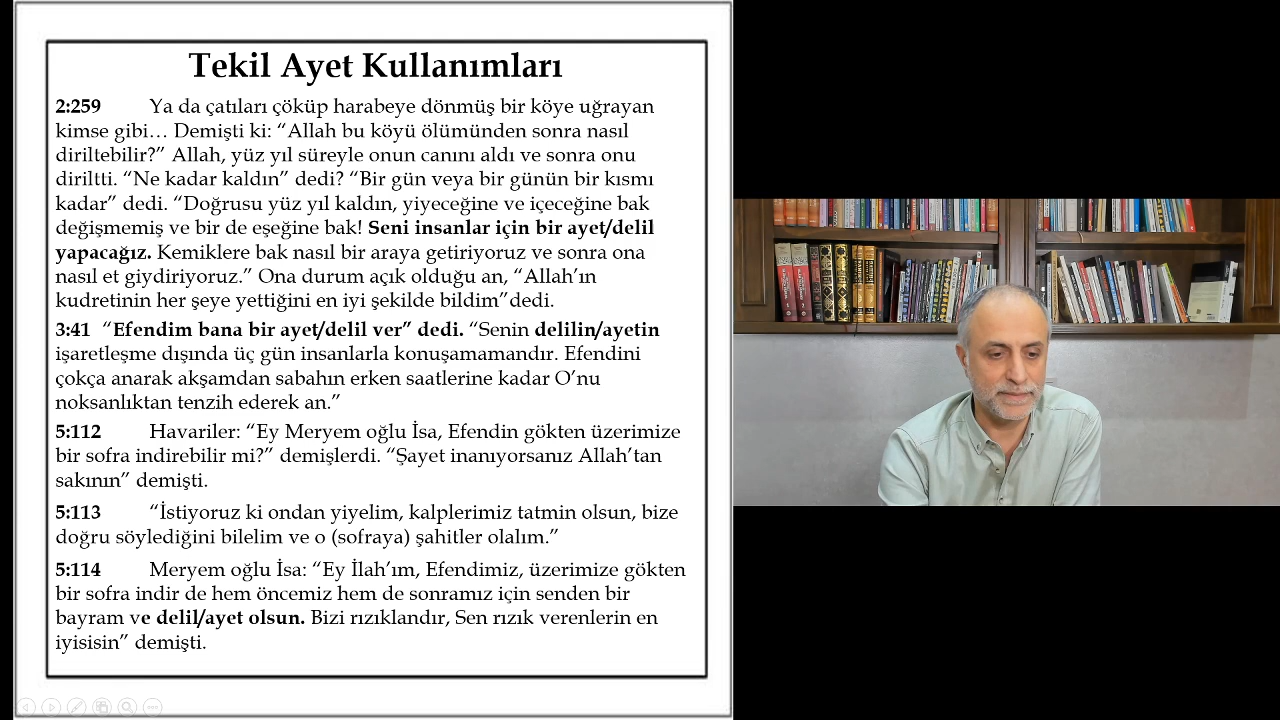 Tekil Ayet Kullanımları
2:259 Ya da çatıları çöküp harabeye dönmüş bir köye uğrayan
kimse gibi… Demişti ki: “Allah bu köyü ölümünden sonra nasıl
diriltebilir?” Allah, yüz yıl süreyle onun canını aldı ve sonra onu
diriltti. “Ne kadar kaldın” dedi? “Bir gün veya bir günün bir kısmı
kadar” dedi. “Doğrusu yüz yıl kaldın, yiyeceğine ve içeceğine bak
değişmemiş ve bir de eşeğine bak! Seni insanlar için bir ayet/delil
yapacağız. Kemiklere bak nasıl bir araya getiriyoruz ve sonra ona
nasıl et giydiriyoruz.” Ona durum açık olduğu an, “Allah’ın
kudretinin her şeye yettiğini en iyi şekilde bildim”dedi.
3:41 “Efendim bana bir ayet/delil ver” dedi. “Senin delilin/ayetin
işaretleşme dışında üç gün insanlarla konuşamamandır. Efendini
çokça anarak akşamdan sabahın erken saatlerine kadar O’nu
noksanlıktan tenzih ederek an.”
5:112 Havariler: “Ey Meryem oğlu İsa, Efendin gökten üzerimize
bir sofra indirebilir mi?” demişlerdi. “Şayet inanıyorsanız Allah’tan
sakının” demişti.
5:113 “İstiyoruz ki ondan yiyelim, kalplerimiz tatmin olsun, bize
doğru söylediğini bilelim ve o (sofraya) şahitler olalım.”
5:114 Meryem oğlu İsa: “Ey İlah’ım, Efendimiz, üzerimize gökten
bir sofra indir de hem öncemiz hem de sonramız için senden bir
bayram ve delil/ayet olsun. Bizi rızıklandır, Sen rızık verenlerin en
iyisisin” demişti.